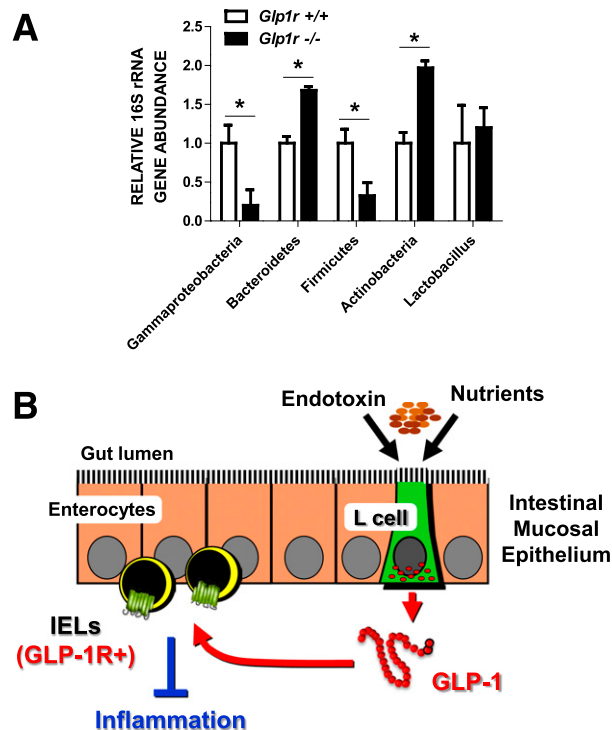 A
Glp1r +/+
Glp1r -/-
RELATIVE 16S rRNA
GENE ABUNDANCE
2.5
2.0
1.5
1.0
0.5
0.0
*
*
*
*
Gammaproteobacteria
Bacteroidetes
Firmicutes
Actinobacteria
Lactobacillus
B
Endotoxin
Nutrients
Gut lumen
Enterocytes
L cell
Intestinal
Mucosal
Epithelium
IELs
(GLP-1R+)
GLP-1
Inflammation